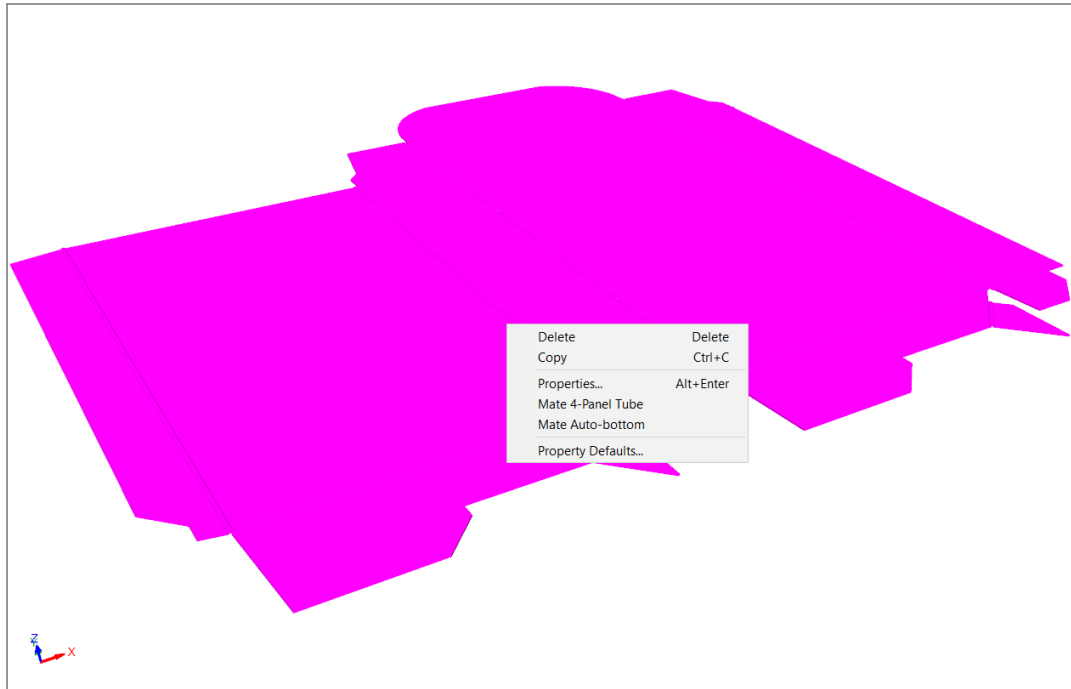 Delete Delete
Copy Ctrl+C
Properties... Alt+Enter
Mate 4-Panel Tube
Mate Auto-bottom
Property Defaults...
Z
X